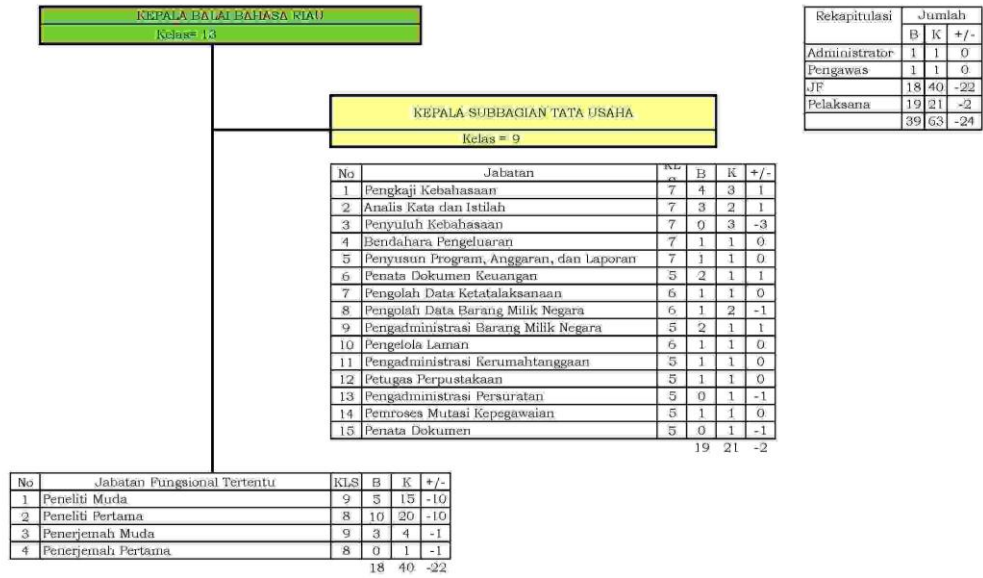 KEPALA BALAI BAHASA RIAU
Kelas= 13
Rekapitulasi Jumlah
B K +/-
Administrator 1 1 0
Pengawas 1 1 0
JF 18 40 -22
Pelaksana 19 21 -2
39 63 -24
KEPALA SUBBAGIAN TATA USAHA
Kelas = 9
No Jabatan KLS B K +/-
1 Pengkaji Kebahasaan 7 4 3 1
2 Analis Kata dan Istilah 7 3 2 1
3 Penyuluh Kebahasaan 7 0 3 -3
4 Bendahara Pengeluaran 7 1 1 0
5 Penyusun Program, Anggaran, dan Laporan 7 1 1 0
6 Penata Dokumen Keuangan 5 2 1 1
7 Pengolah Data Ketatalaksanaan 6 1 1 0
8 Pengolah Data Barang Milik Negara 6 1 2 -1
9 Pengadministrasi Barang Milik Negara 5 2 1 1
10 Pengelola Laman 6 1 1 0
11 Pengadministrasi Kerumahtanggaan 5 1 1 0
12 Petugas Perpustakaan 5 1 1 0
13 Pengadministrasi Persuratan 5 0 1 -1
14 Pemroses Mutasi Kepegawaian 5 1 1 0
15 Penata Dokumen 5 0 1 -1
19 21 -2
No Jabatan Fungsional Tertentu KLS B K +/-
1 Peneliti Muda 9 5 15 -10
2 Peneliti Pertama 8 10 20 -10
3 Penerjemah Muda 9 3 4 -1
4 Penerjemah Pertama 8 0 1 -1
18 40 -22